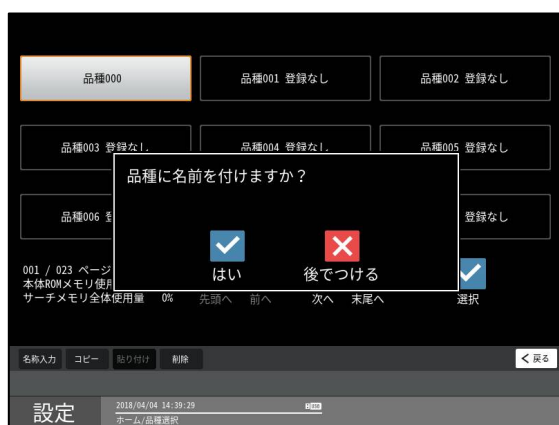 品種000
品種001 登録なし
品種002 登録なし
品種003 登録なし
品種004 登録なし
品種005 登録なし
品種に名前を付けますか？
はい
後でつける
品種006
登録なし
001 / 023 ページ
本体ROMメモリ使用
サーチメモリ全体使用量 0%
先頭へ 前へ 次へ 末尾へ 選択
名称入力 コピー 貼り付け 削除 戻る
設定
2018/04/04 14:39:29
ホーム/品種選択